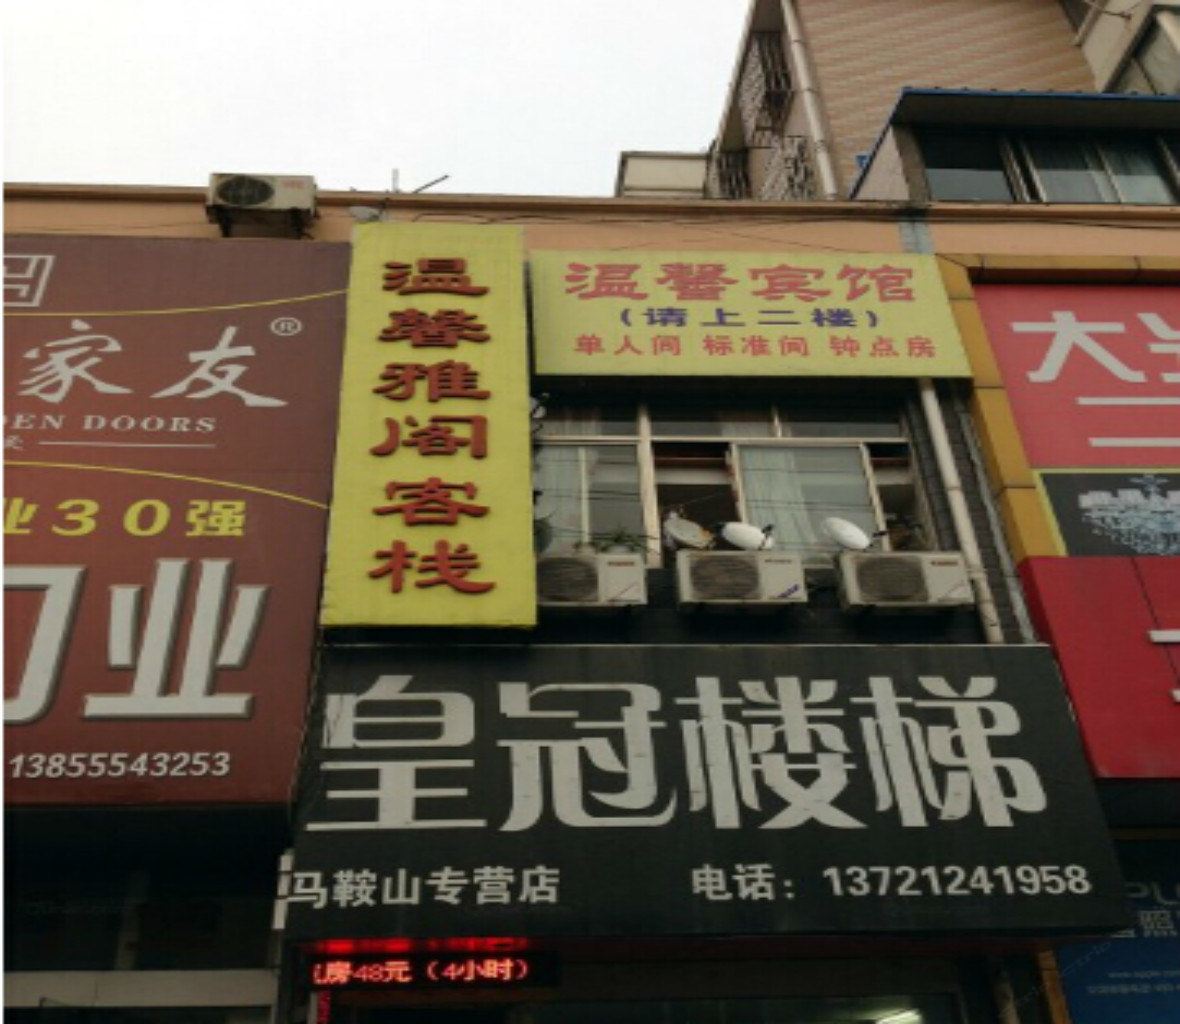 家友®
DEN DOORS
业30强
业
13855543253
温馨雅阁客栈
温馨宾馆
(请上二楼)
单人间 标准间 钟点房
皇冠楼梯
马鞍山专营店 电话：13721241958
房48元（4小时）
大